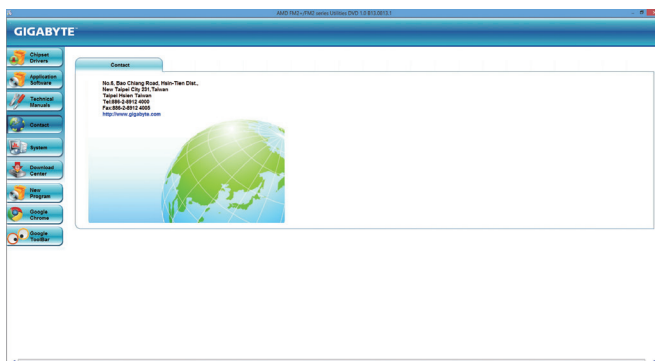 AMD FM2+/FM2 series Utilities DVD 1.0 B13.0813.1
GIGABYTE™
Chipset
Drivers
Application
Software
Technical
Manuals
Contact
System
Download
Center
New
Program
Google
Chrome
Google
ToolBar
Contact
No.6, Bao Chiang Road, Hsin-Tien Dist.,
New Taipei City 231,Taiwan
Taipei Hsien Taiwan
Tel:886-2-8912 4000
Fax:886-2-8912 4005
http://www.gigabyte.com